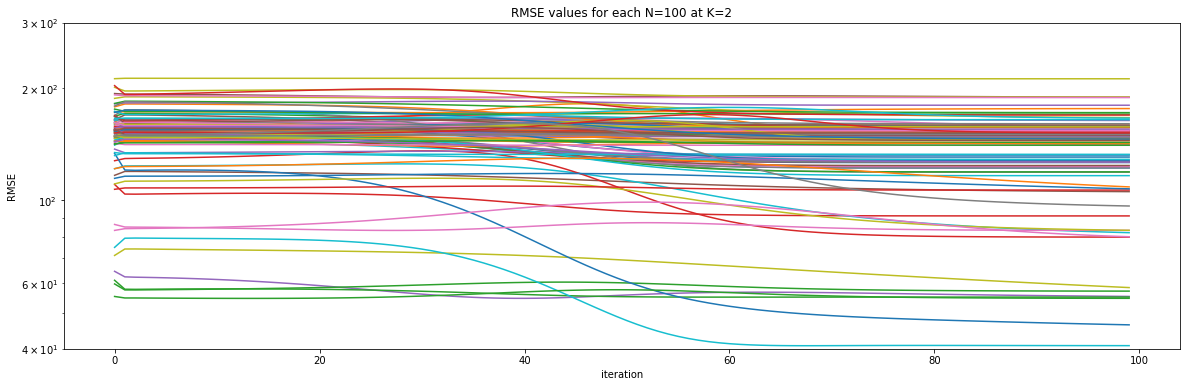 RMSE values for each N=100 at K=2
3 × 10²
2 × 10²
10²
6 × 10¹
4 × 10¹
RMSE
0
20
40
60
80
100
iteration